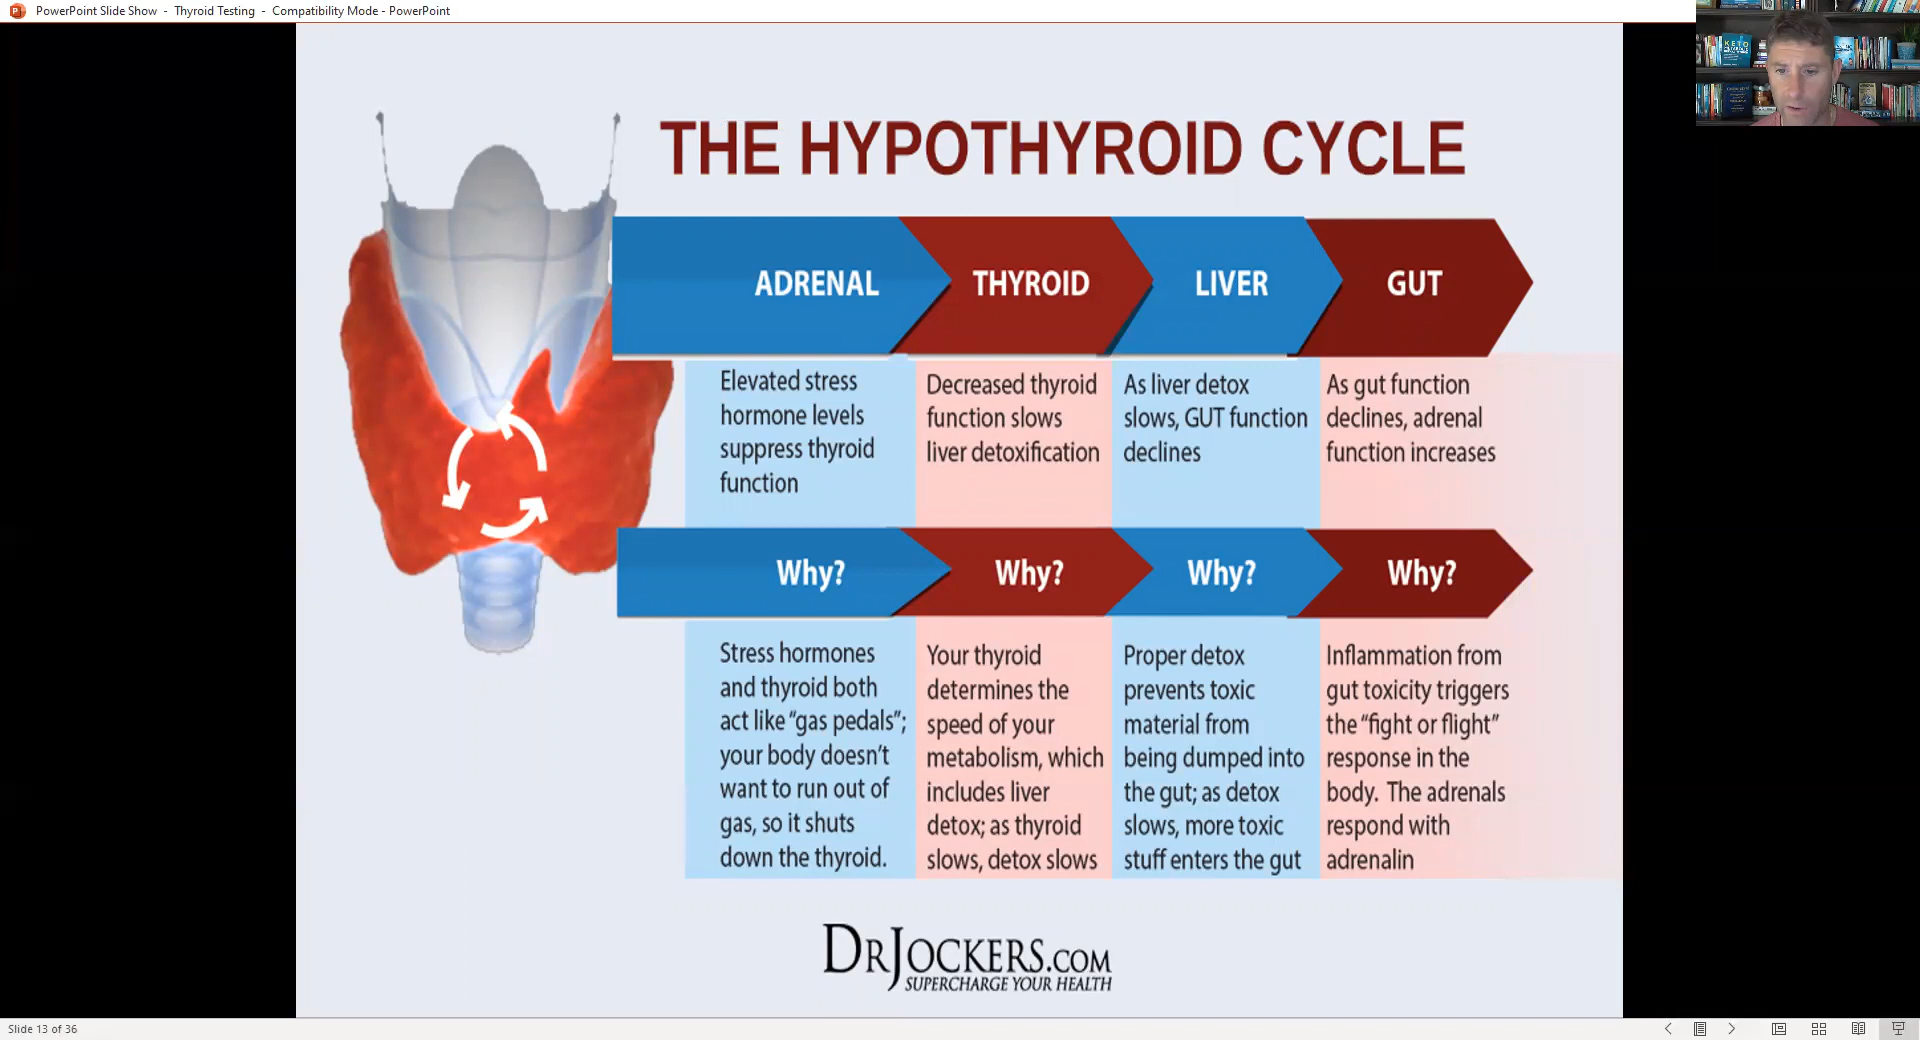 PowerPoint Slide Show - Thyroid Testing - Compatibility Mode - PowerPoint
KETO
THE HYPOTHYROID CYCLE
ADRENAL
THYROID
LIVER
GUT
Elevated stress
hormone levels
suppress thyroid
function
Decreased thyroid
function slows
liver detoxification
As liver detox
slows, GUT function
declines
As gut function
declines, adrenal
function increases
Why?
Why?
Why?
Why?
Stress hormones
and thyroid both
act like “gas pedals”;
your body doesn’t
want to run out of
gas, so it shuts
down the thyroid.
Your thyroid
determines the
speed of your
metabolism, which
includes liver
detox; as thyroid
slows, detox slows
Proper detox
prevents toxic
material from
being dumped into
the gut; as detox
slows, more toxic
stuff enters the gut
Inflammation from
gut toxicity triggers
the “fight or flight”
response in the
body. The adrenals
respond with
adrenalin
DRJOCKERS.COM
SUPERCHARGE YOUR HEALTH
Slide 13 of 36